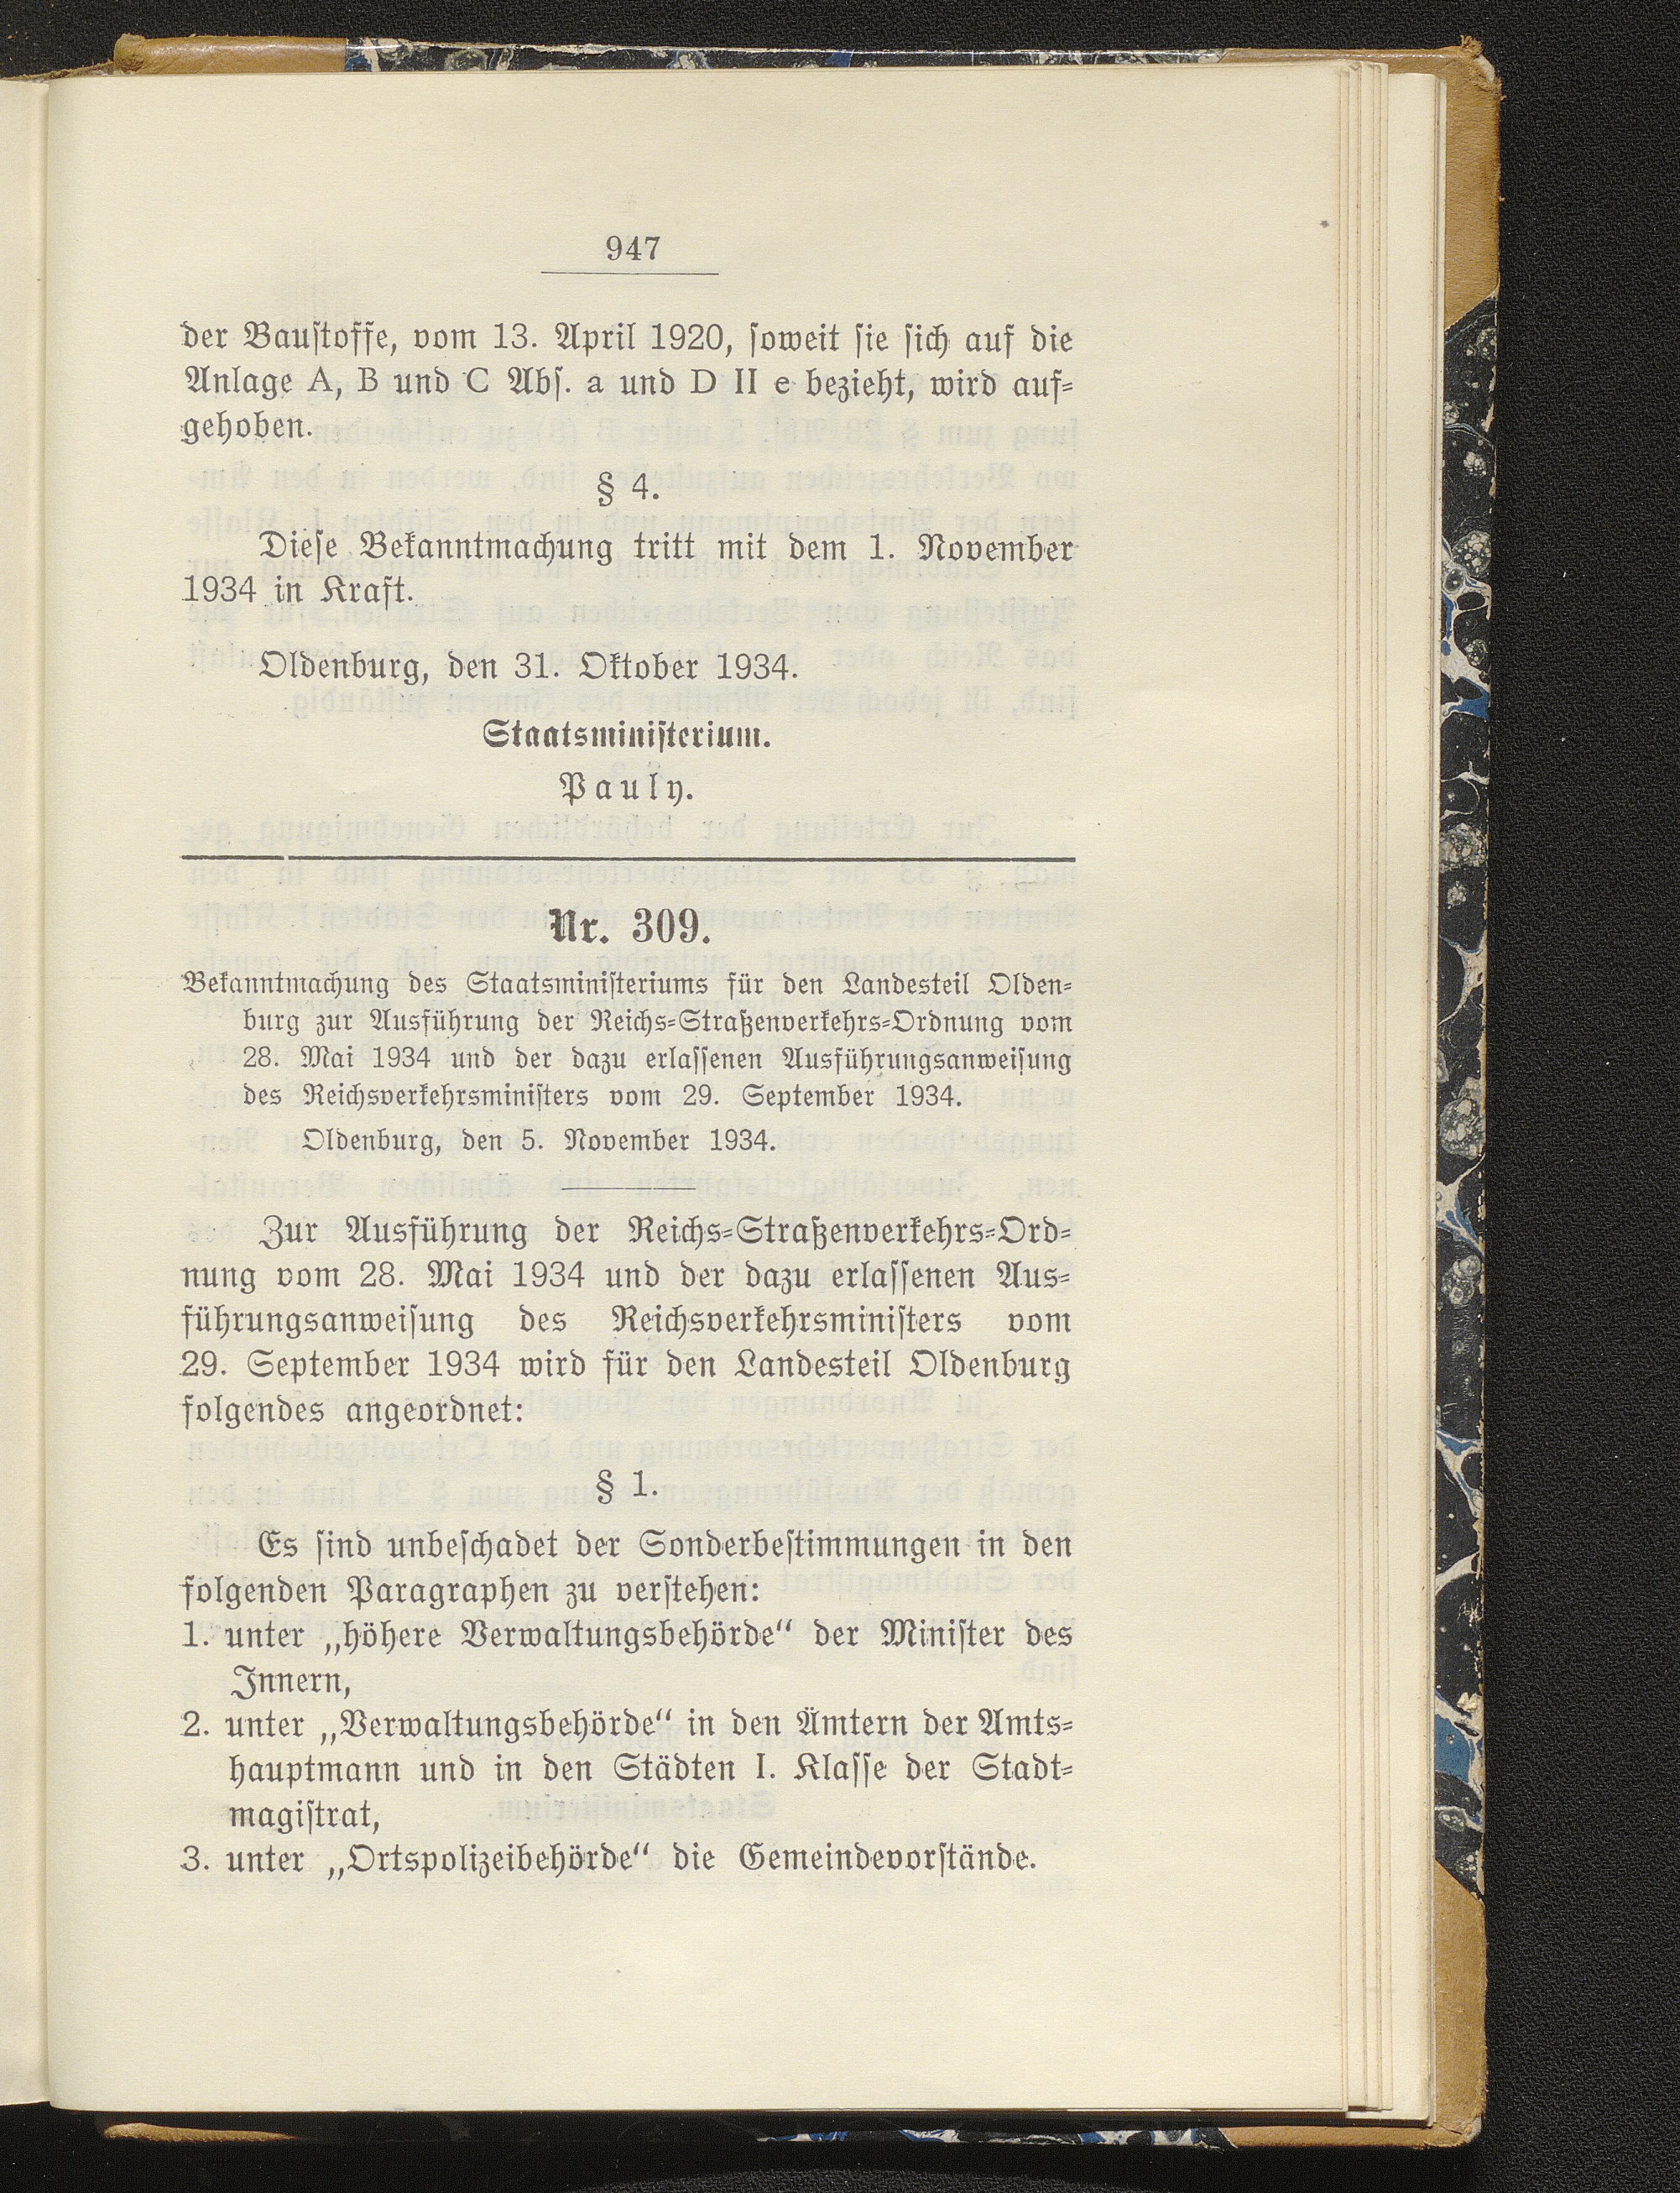 947
der Baustoffe, vom 13. April 1920, soweit sie sich auf die
Anlage A, B und C Abs. a und D II e bezieht, wird auf-
gehoben.
§ 4.
Diese Bekanntmachung tritt mit dem 1. November
1934 in Kraft.
Oldenburg, den 31. Oktober 1934.
Staatsministerium.
Pauly.
Nr. 309.
Bekanntmachung des Staatsministeriums für den Landesteil Olden-
burg zur Ausführung der Reichs-Straßenverkehrs-Ordnung vom
28. Mai 1934 und der dazu erlassenen Ausführungsanweisung
des Reichsverkehrsministers vom 29. September 1934.
Oldenburg, den 5. November 1934.
Zur Ausführung der Reichs-Straßenverkehrs-Ord-
nung vom 28. Mai 1934 und der dazu erlassenen Aus-
führungsanweisung des Reichsverkehrsministers vom
29. September 1934 wird für den Landesteil Oldenburg
folgendes angeordnet:
§ 1.
Es sind unbeschadet der Sonderbestimmungen in den
folgenden Paragraphen zu verstehen:
1. unter „höhere Verwaltungsbehörde“ der Minister des
Innern,
2. unter „Verwaltungsbehörde“ in den Ämtern der Amts-
hauptmann und in den Städten I. Klasse der Stadt-
magistrat,
3. unter „Ortspolizeibehörde“ die Gemeindevorstände.